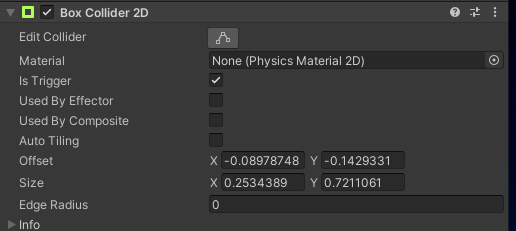 Box Collider 2D
Edit Collider
Material None (Physics Material 2D)
Is Trigger
Used By Effector
Used By Composite
Auto Tiling
Offset X -0.08978748 Y -0.1429331
Size X 0.2534389 Y 0.7211061
Edge Radius 0
Info